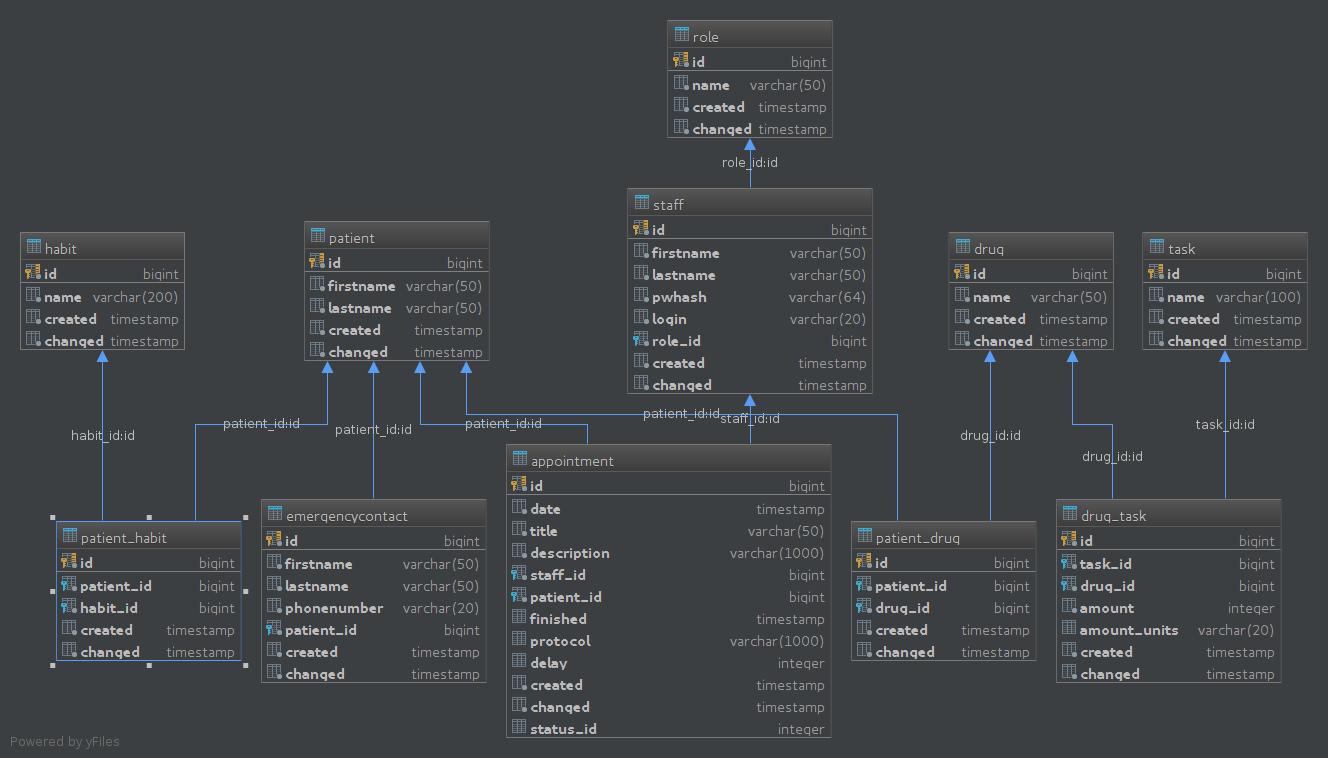 role
id bigint
name varchar(50)
created timestamp
changed timestamp
role_id:id
staff
id bigint
firstname varchar(50)
lastname varchar(50)
pwhash varchar(64)
login varchar(20)
role_id bigint
created timestamp
changed timestamp
habit
id bigint
name varchar(200)
created timestamp
changed timestamp
patient
id bigint
firstname varchar(50)
lastname varchar(50)
created timestamp
changed timestamp
drug
id bigint
name varchar(50)
created timestamp
changed timestamp
task
id bigint
name varchar(100)
created timestamp
changed timestamp
habit_id:id
patient_id:id
patient_id:id
patient_id:id
patient_id:id
staff_id:id
drug_id:id
drug_id:id
task_id:id
patient_habit
id bigint
patient_id bigint
habit_id bigint
created timestamp
changed timestamp
emergencycontact
id bigint
firstname varchar(50)
lastname varchar(50)
phonenumber varchar(20)
patient_id bigint
created timestamp
changed timestamp
appointment
id bigint
date timestamp
title varchar(50)
description varchar(1000)
staff_id bigint
patient_id bigint
finished timestamp
protocol varchar(1000)
delay integer
created timestamp
changed timestamp
status_id integer
patient_drug
id bigint
patient_id bigint
drug_id bigint
created timestamp
changed timestamp
drug_task
id bigint
task_id bigint
drug_id bigint
amount integer
amount_units varchar(20)
created timestamp
changed timestamp
Powered by yFiles